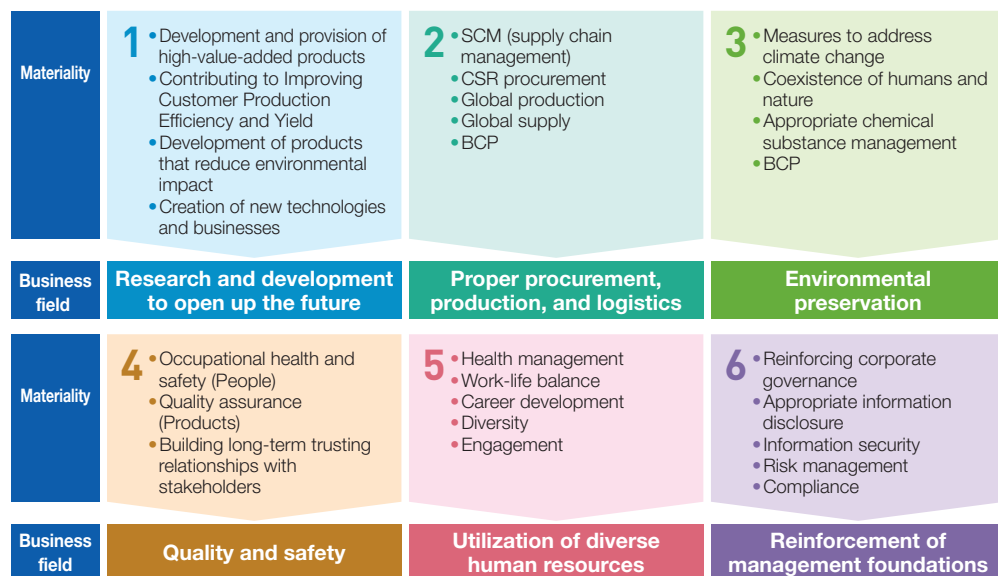 Materiality
1
• Development and provision of
high-value-added products
• Contributing to Improving
Customer Production
Efficiency and Yield
• Development of products
that reduce environmental
impact
• Creation of new technologies
and businesses
2
• SCM (supply chain
management)
• CSR procurement
• Global production
• Global supply
• BCP
3
• Measures to address
climate change
• Coexistence of humans and
nature
• Appropriate chemical
substance management
• BCP
Business
field
Research and development
to open up the future
Proper procurement,
production, and logistics
Environmental
preservation
Materiality
4
• Occupational health and
safety (People)
• Quality assurance
(Products)
• Building long-term trusting
relationships with
stakeholders
5
• Health management
• Work-life balance
• Career development
• Diversity
• Engagement
6
• Reinforcing corporate
governance
• Appropriate information
disclosure
• Information security
• Risk management
• Compliance
Business
field
Quality and safety
Utilization of diverse
human resources
Reinforcement of
management foundations